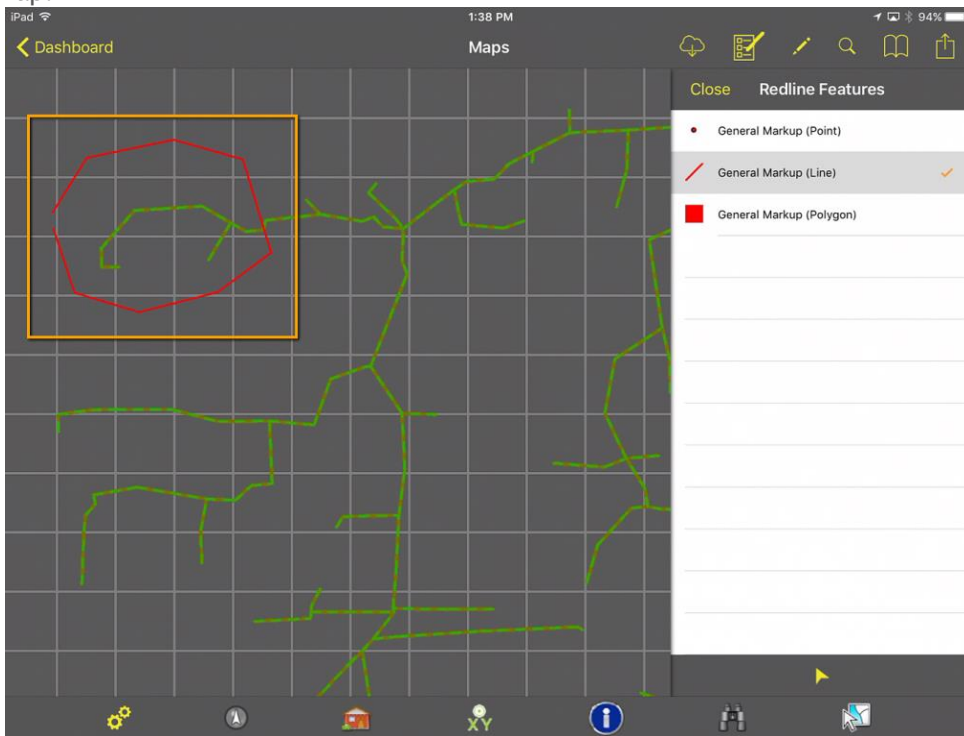 iPad 1:38 PM 94%
Dashboard Maps
Close Redline Features
General Markup (Point)
General Markup (Line)
General Markup (Polygon)
XY
i